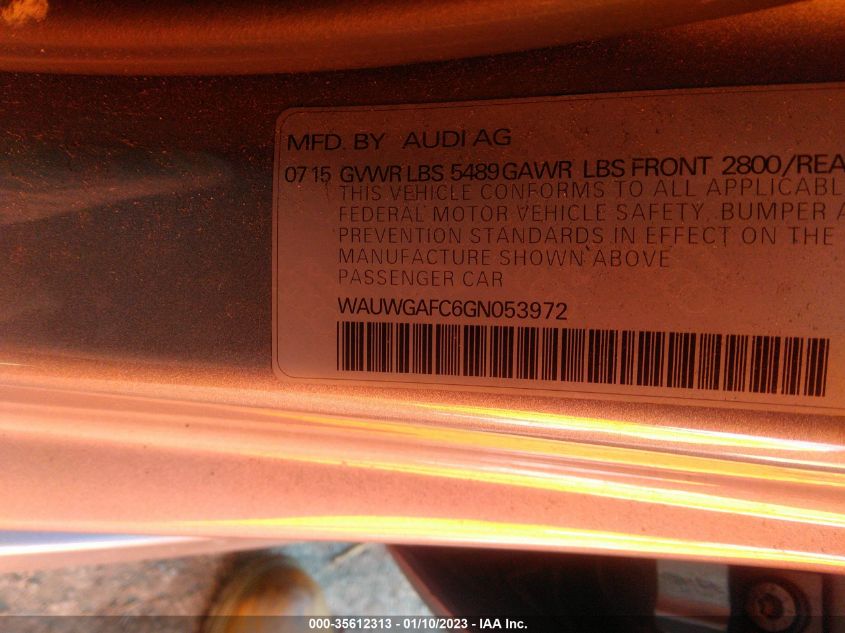 MFD. BY AUDI AG
07 15 GVWR LBS 5489 GAWR LBS FRONT 2800/REA
THIS VEHICLE CONFORMS TO ALL APPLICABL
FEDERAL MOTOR VEHICLE SAFETY, BUMPER A
PREVENTION STANDARDS IN EFFECT ON THE
MANUFACTURE SHOWN ABOVE
PASSENGER CAR
WAUWGAFC6GN053972
000-35612313 - 01/10/2023 - © IAA Inc.